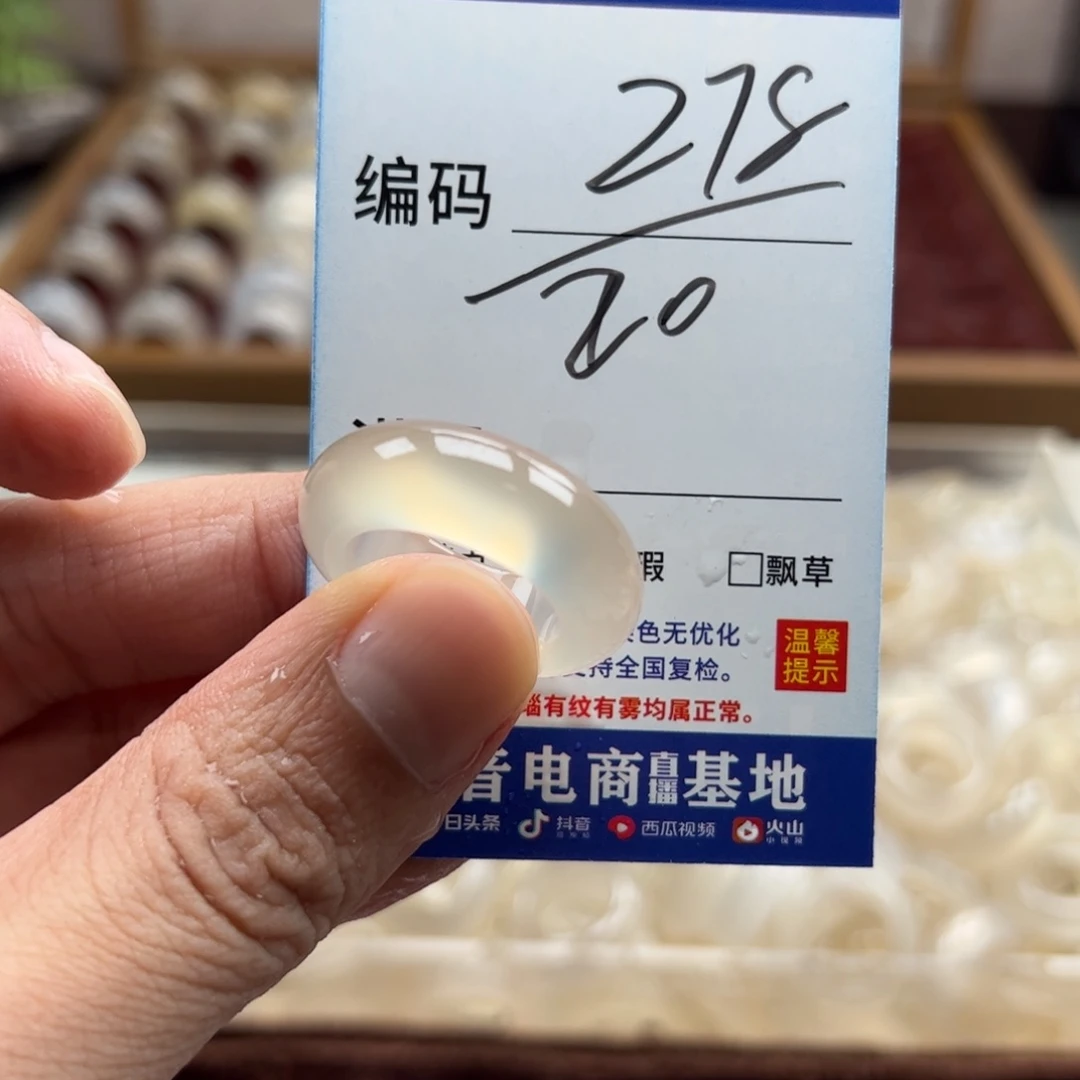 编码 278
20
瑕 □飘草
色无优化
持全国复检。
温馨
提示
瑙有纹有雾均属正常。
音电商直播基地
日头条 抖音 西瓜视频 火山